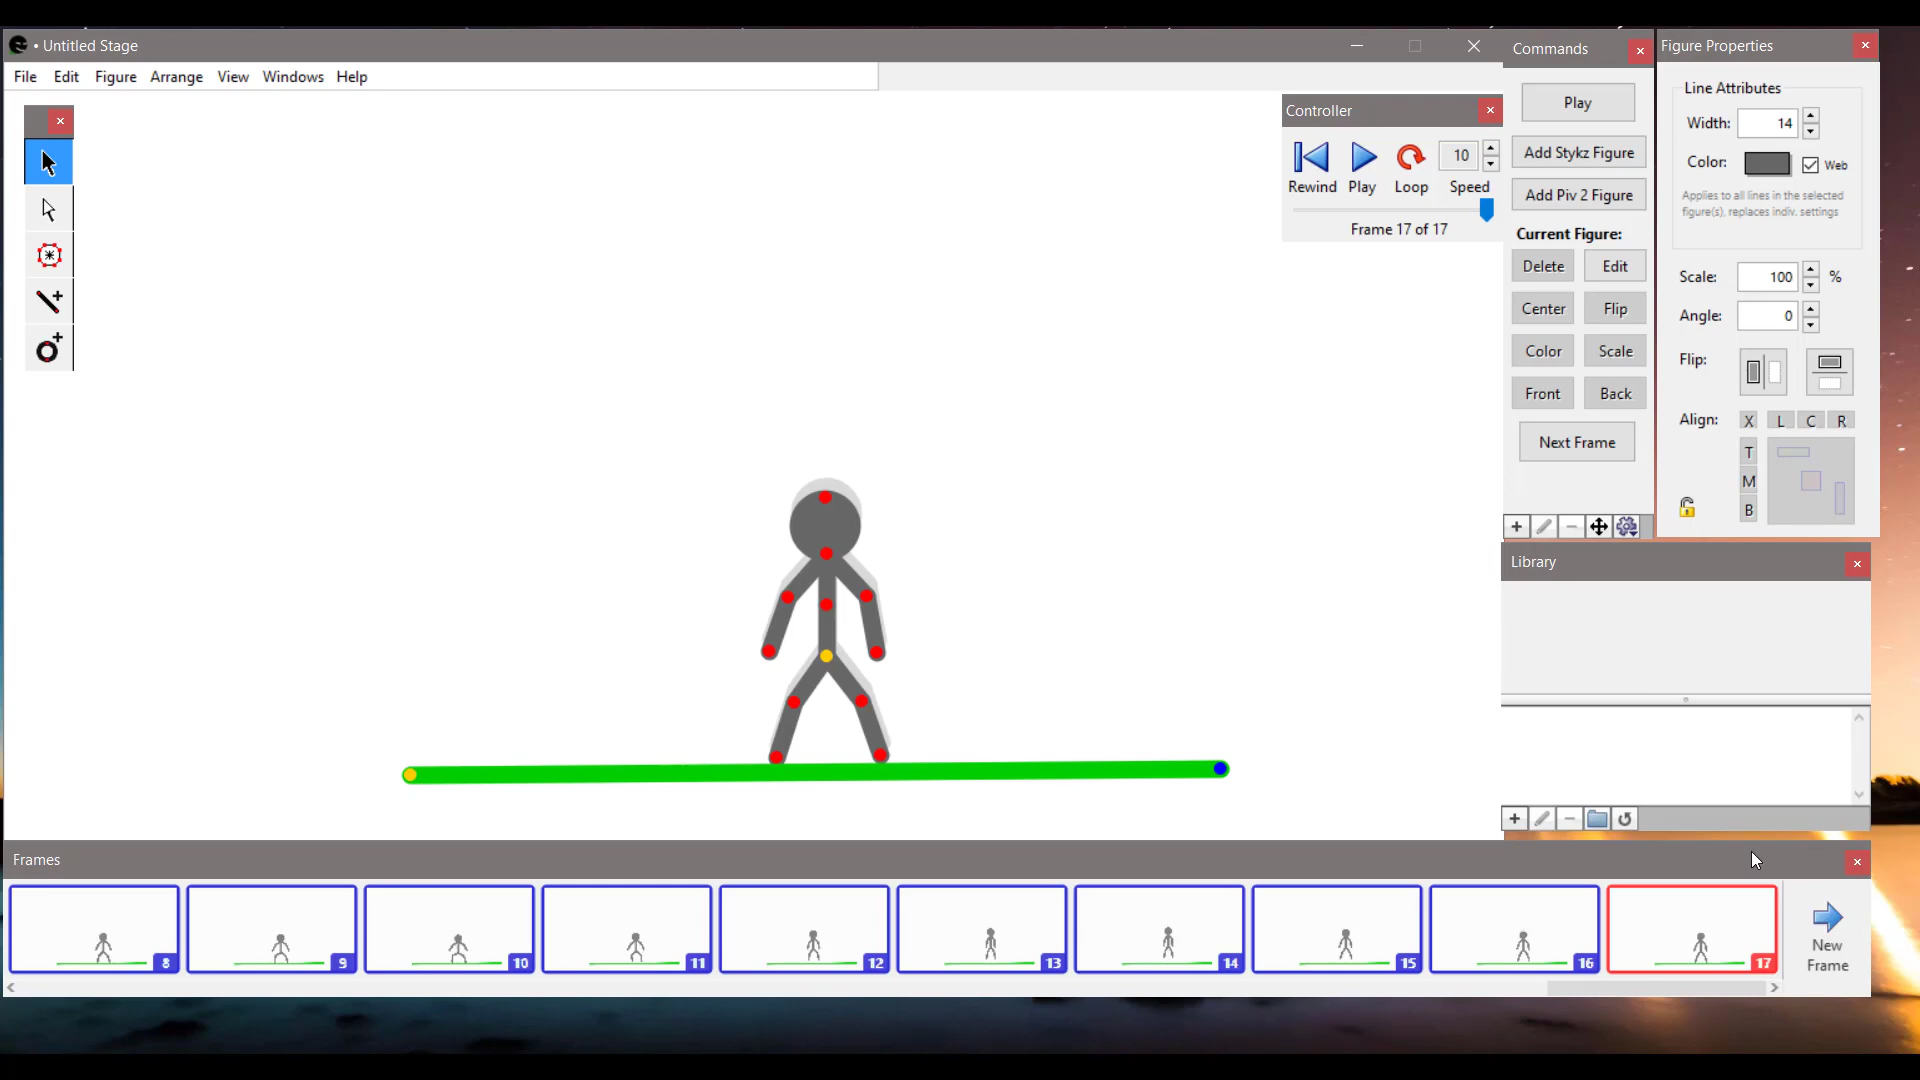 • Untitled Stage
File Edit Figure Arrange View Windows Help
Controller
10
Rewind Play Loop Speed
Frame 17 of 17
Commands
Play
Add Stykz Figure
Add Piv 2 Figure
Current Figure:
Delete Edit
Center Flip
Color Scale
Front Back
Next Frame
Figure Properties
Line Attributes
Width: 14
Color: Web
Applies to all lines in the selected
figure(s), replaces indiv. settings
Scale: 100 %
Angle: 0
Flip:
Align: X L C R
T
M
B
Library
Frames
8 9 10 11 12 13 14 15 16 17
New
Frame